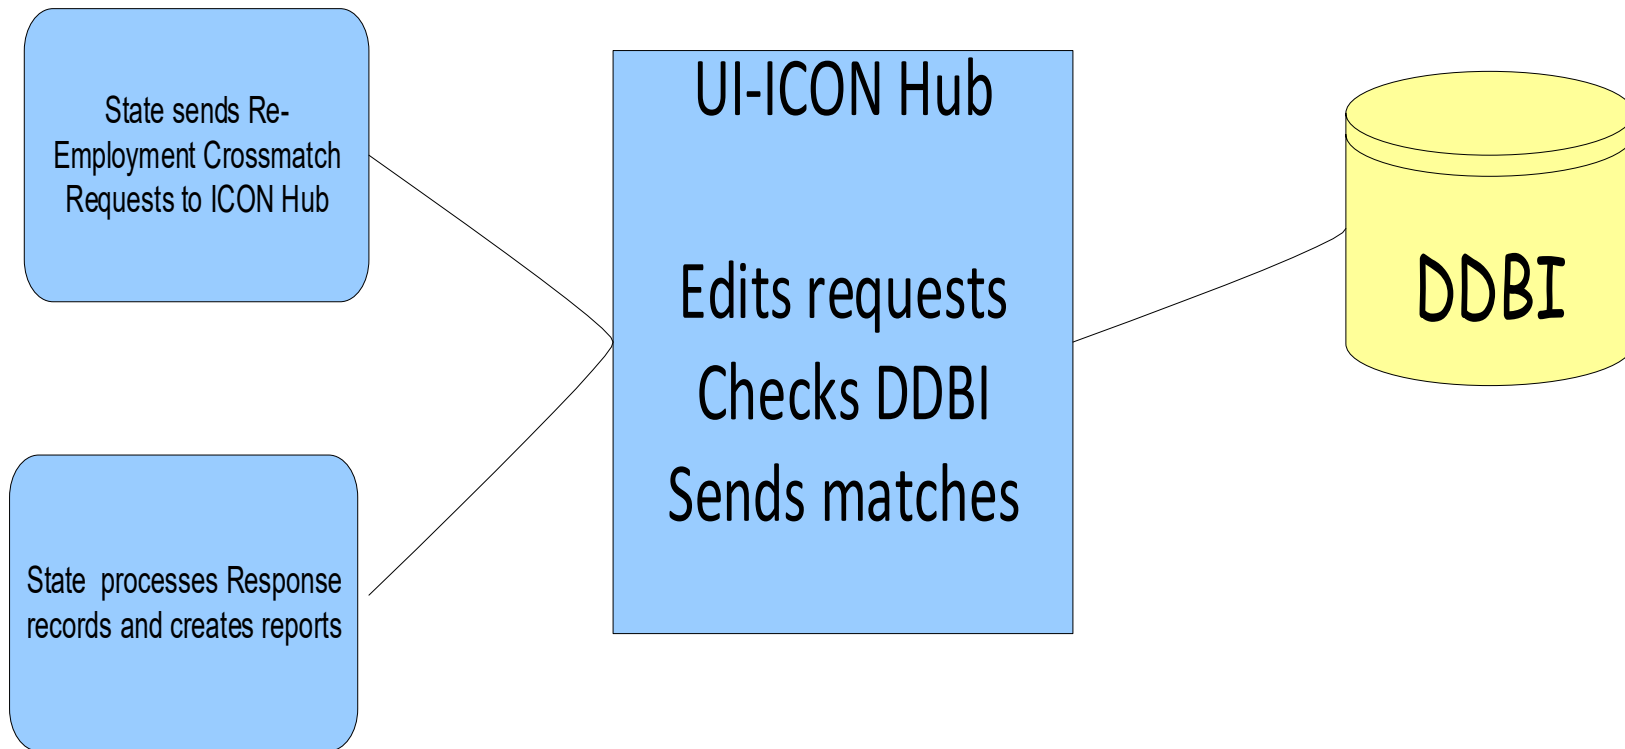 State sends Re-
Employment Crossmatch
Requests to ICON Hub
State  processes Response
records and creates reports
UI-ICON Hub
Edits requests
Checks DDBI
Sends matches
DDBI